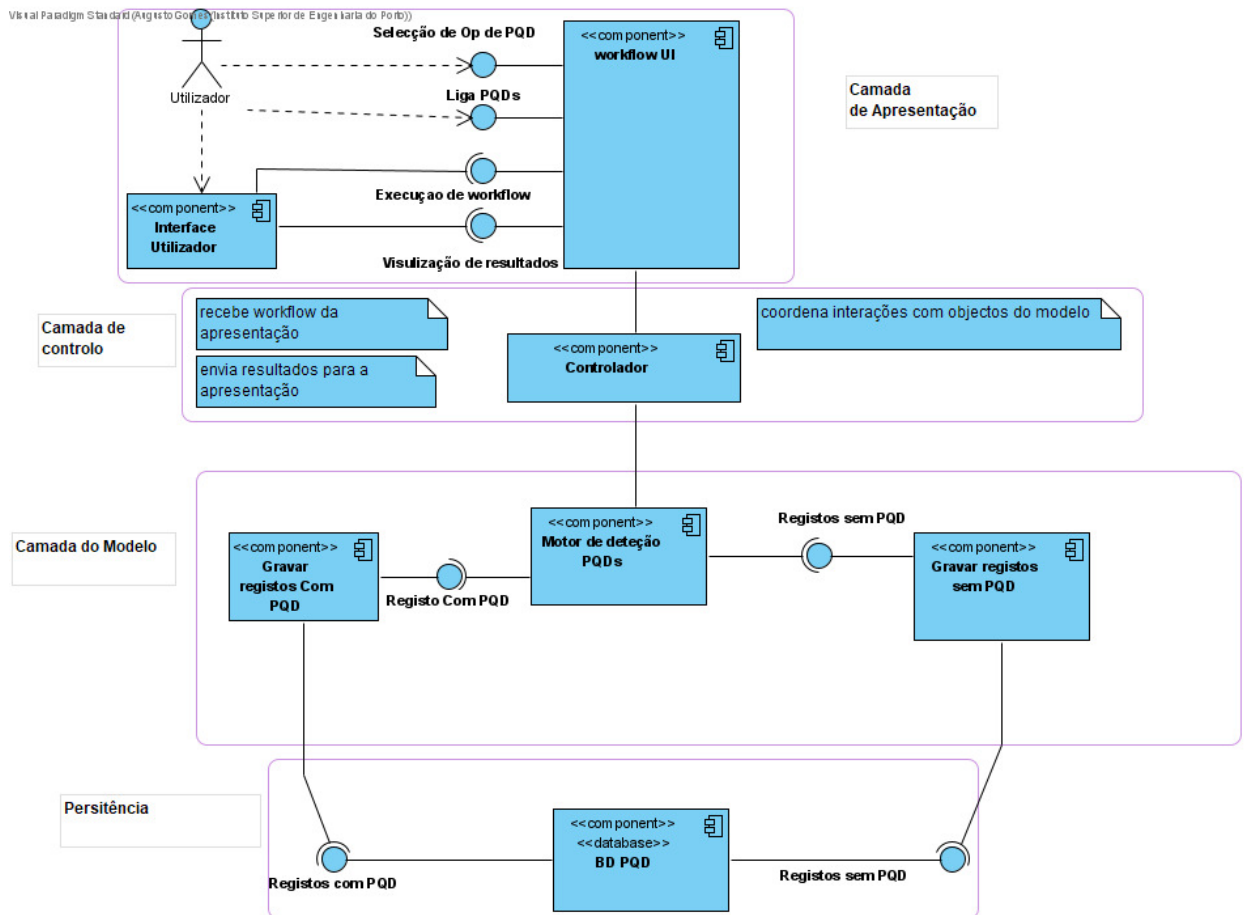 Visual Paradigm Standard (Augusto Gomes (Instituto Superior de Engenharia do Porto))
Utilizador
Selecção de Op de PQD
Liga PQDs
Execuçao de workflow
Visulização de resultados
<<component>>
workflow UI
<<component>>
Interface
Utilizador
Camada
de Apresentação
Camada de
controlo
recebe workflow da
apresentação
envia resultados para a
apresentação
<<component>>
Controlador
coordena interações com objectos do modelo
Camada do Modelo
<<component>>
Gravar
registos Com
PQD
Registo Com PQD
<<component>>
Motor de deteção
PQDs
Registos sem PQD
<<component>>
Gravar registos
sem PQD
Persitência
Registos com PQD
<<component>>
<<database>>
BD PQD
Registos sem PQD